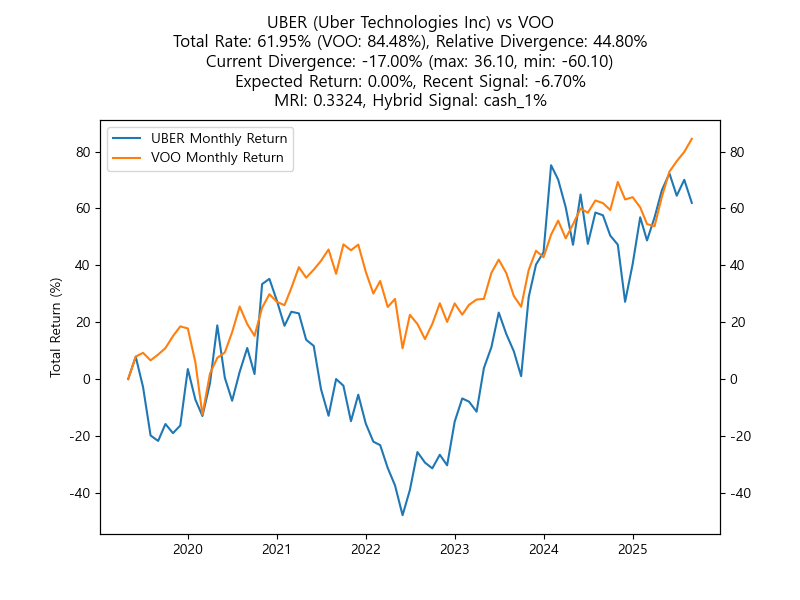 UBER (Uber Technologies Inc) vs VOO
Total Rate: 61.95% (VOO: 84.48%), Relative Divergence: 44.80%
Current Divergence: -17.00% (max: 36.10, min: -60.10)
Expected Return: 0.00%, Recent Signal: -6.70%
MRI: 0.3324, Hybrid Signal: cash_1%
UBER Monthly Return
VOO Monthly Return
Total Return (%)
80
60
40
20
0
-20
-40
80
60
40
20
0
-20
-40
2020 2021 2022 2023 2024 2025